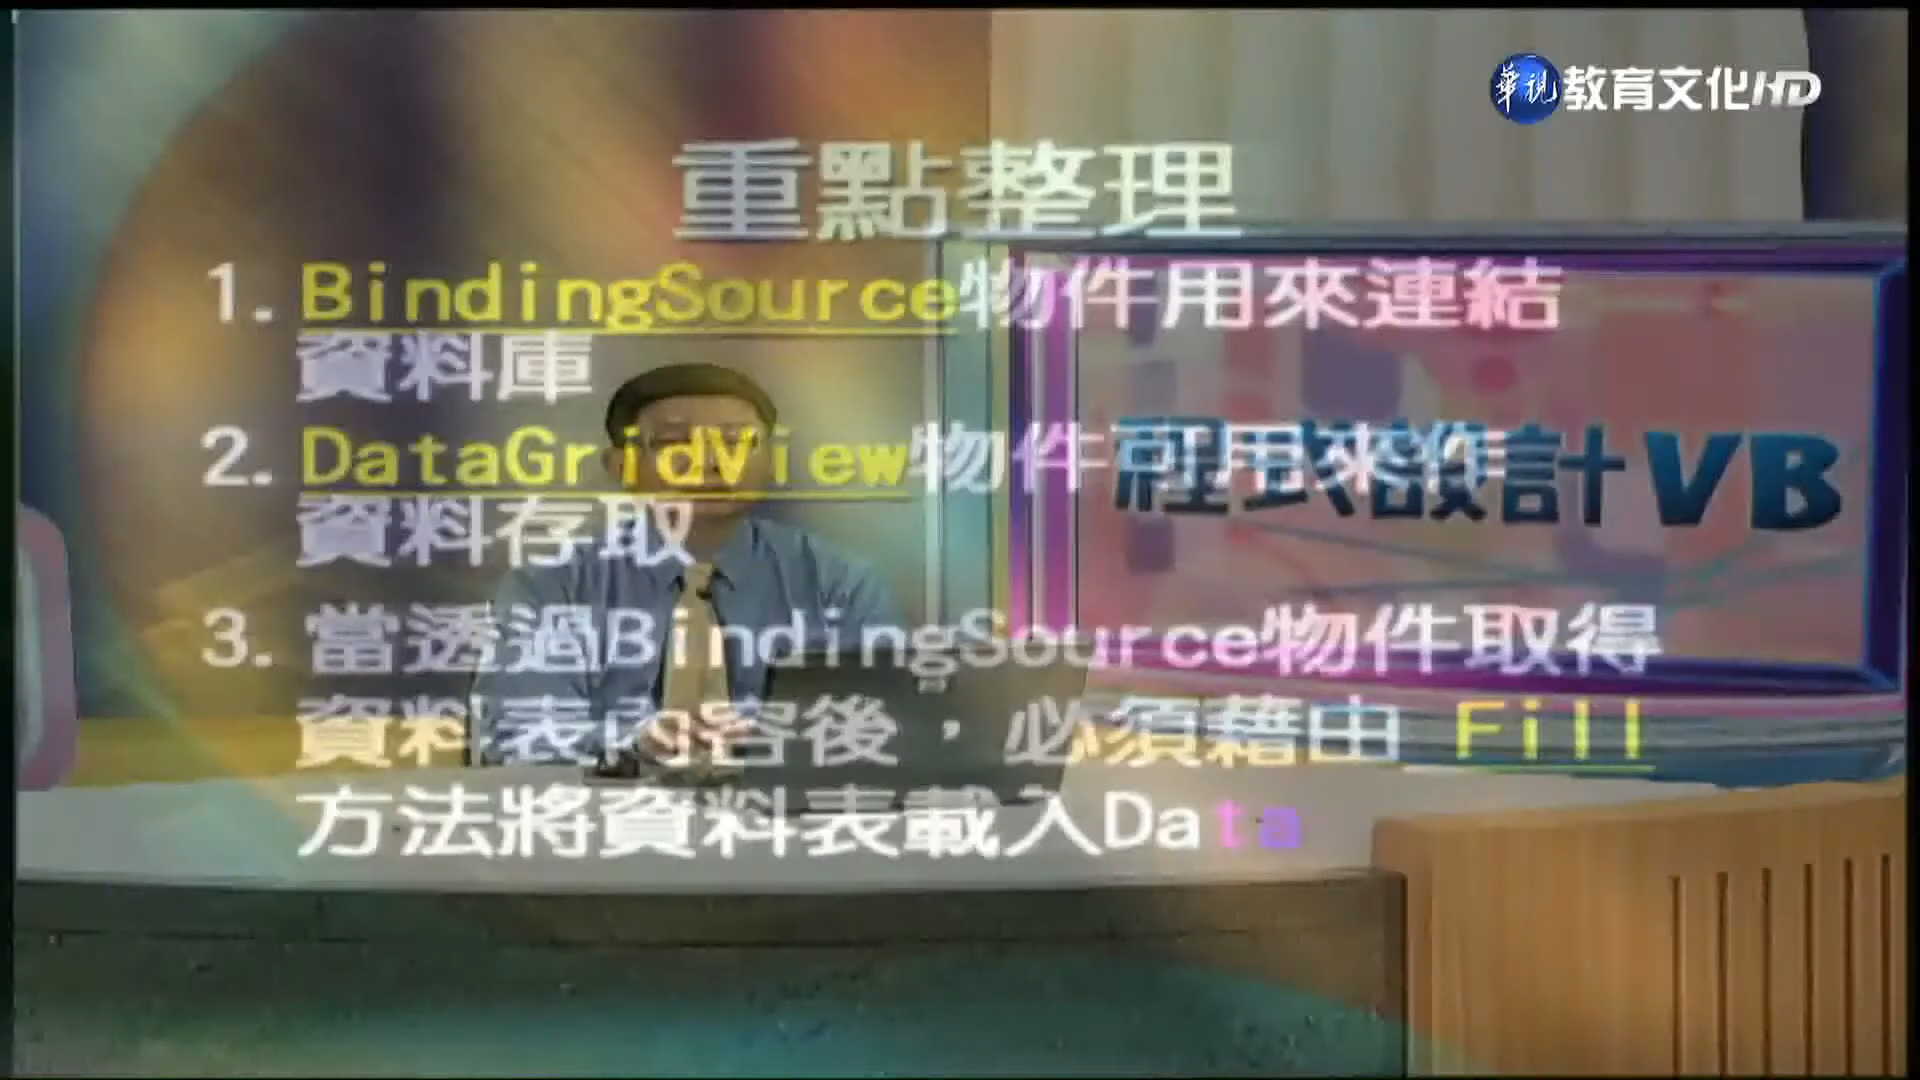 華視 教育文化HD
重點整理
1. BindingSource物件用來連結
資料庫
2. DataGridView物件可用來作
資料存取
程式設計VB
3. 當透過BindingSource物件取得
資料表內容後，必須藉由 Fill
方法將資料表載入Data